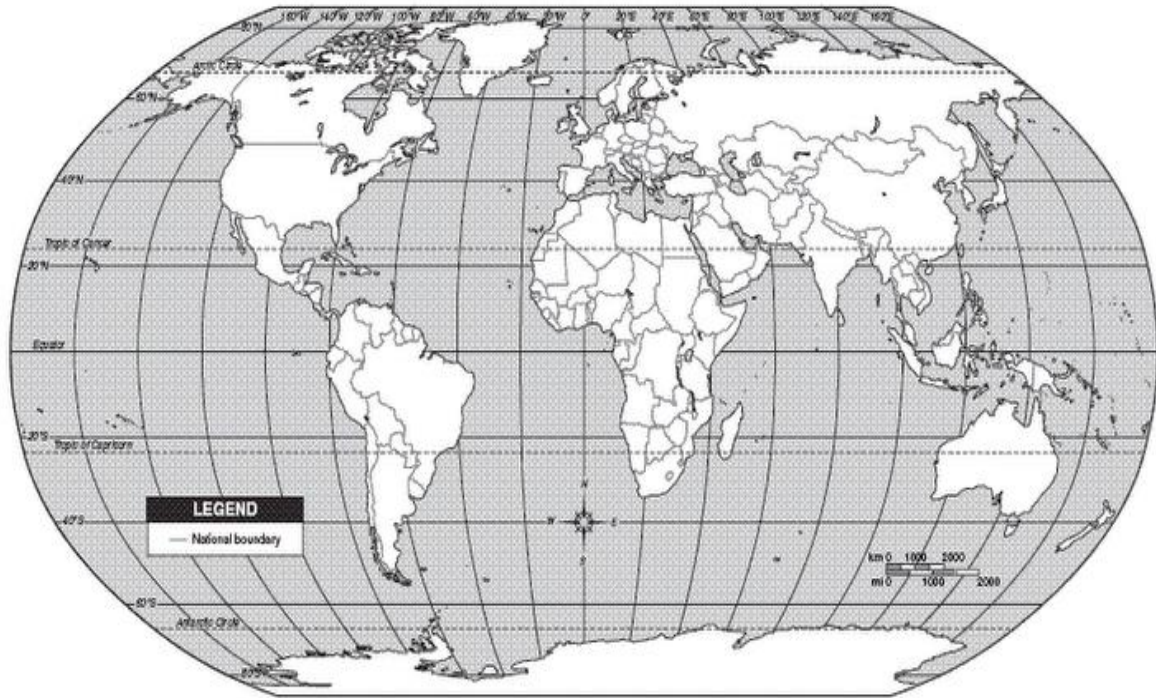 160°W 140°W 120°W 100°W 80°W 60°W 40°W 20°W 0° 20°E 40°E 60°E 80°E 100°E 120°E 140°E 160°E
80°N
Arctic Circle
60°N
40°N
Tropic of Cancer
20°N
Equator
20°S
Tropic of Capricorn
N
LEGEND
W E
40°S
National boundary
S
km 0 1000 2000
mi 0 1000 2000
60°S
Antarctic Circle
80°S